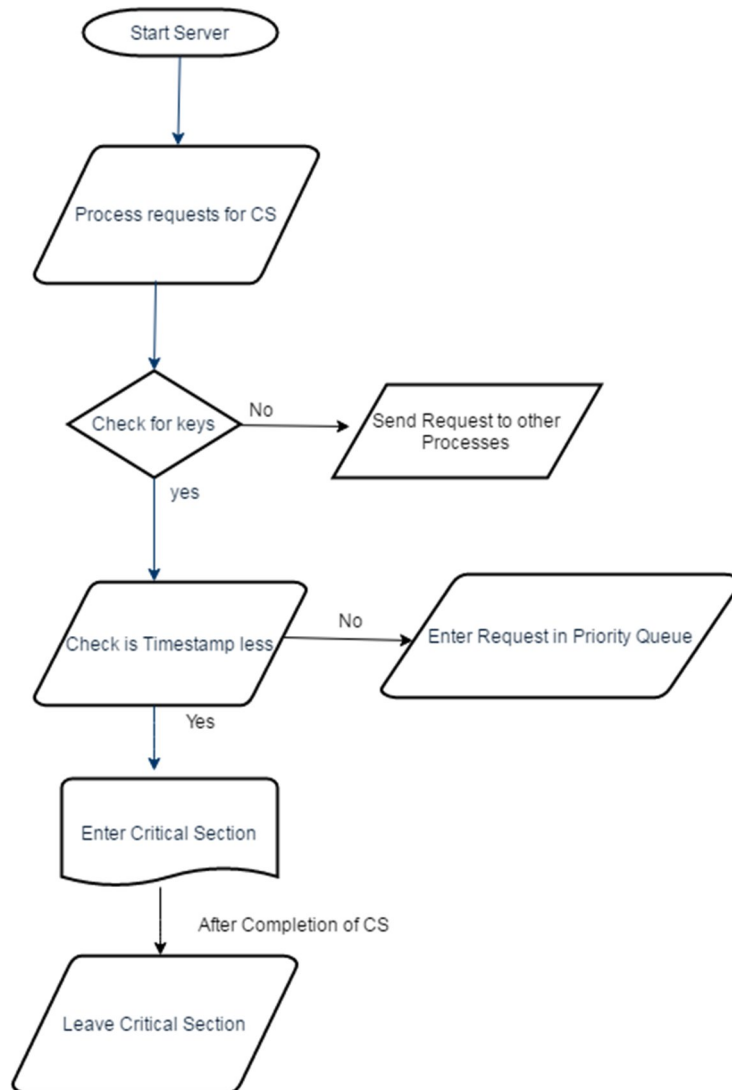 Start Server
Process requests for CS
Check for keys
No
Send Request to other
Processes
yes
Check is Timestamp less
No
Enter Request in Priority Queue
Yes
Enter Critical Section
After Completion of CS
Leave Critical Section